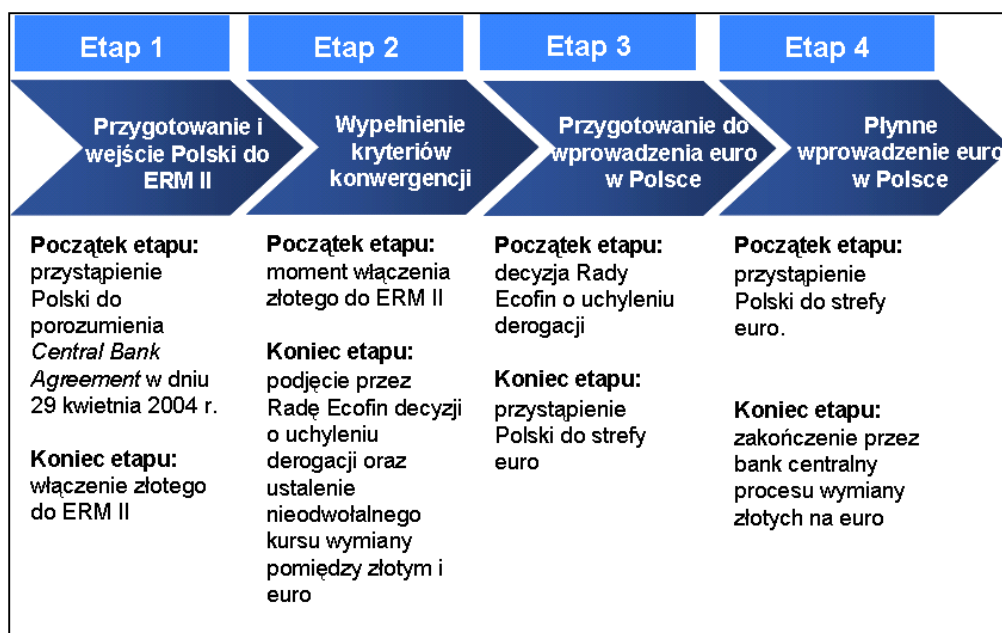 Etap 1
Przygotowanie i
wejście Polski do
ERM II
Początek etapu:
przystąpienie
Polski do
porozumienia
Central Bank
Agreement w dniu
29 kwietnia 2004 r.
Koniec etapu:
włączenie złotego
do ERM II
Etap 2
Wypełnienie
kryteriów
konwergencji
Początek etapu:
moment włączenia
złotego do ERM II
Koniec etapu:
podjęcie przez
Radę Ecofin decyzji
o uchyleniu
derogacji oraz
ustalenie
nieodwołalnego
kursu wymiany
pomiędzy złotym i
euro
Etap 3
Przygotowanie do
wprowadzenia euro
w Polsce
Początek etapu:
decyzja Rady
Ecofin o uchyleniu
derogacji
Koniec etapu:
przystąpienie
Polski do strefy
euro
Etap 4
Płynne
wprowadzenie euro
w Polsce
Początek etapu:
przystąpienie
Polski do strefy
euro.
Koniec etapu:
zakończenie przez
bank centralny
procesu wymiany
złotych na euro